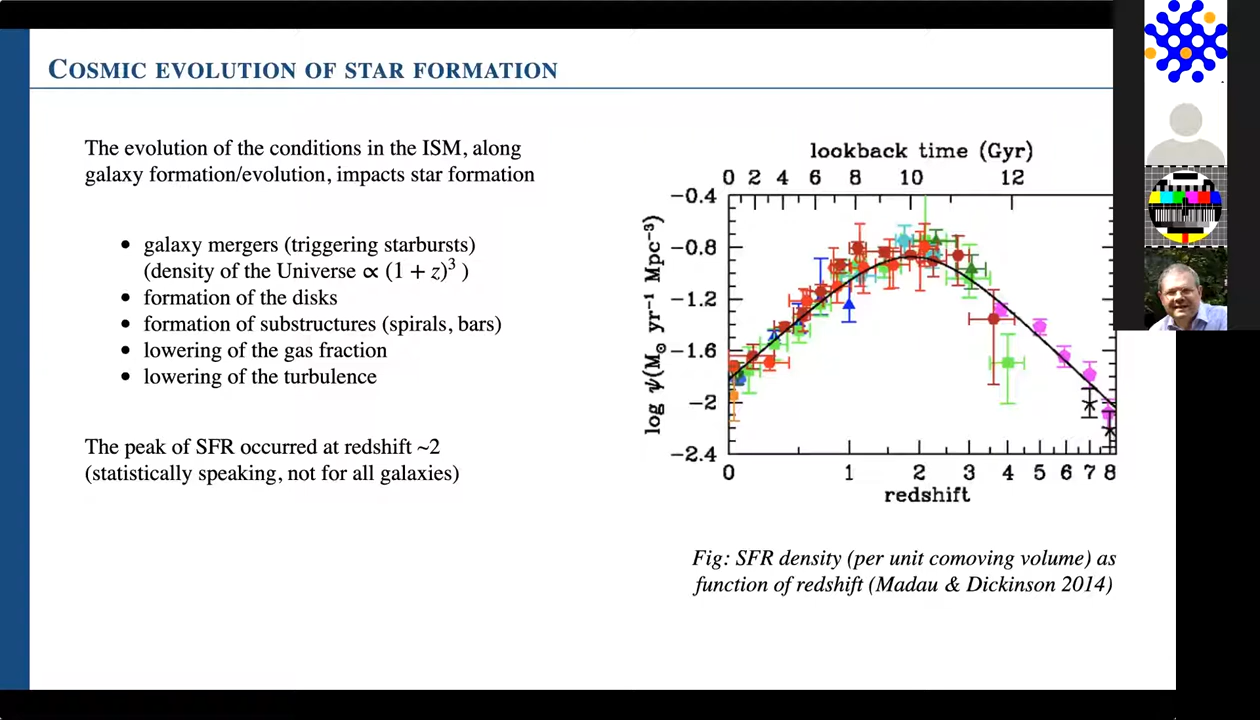 COSMIC EVOLUTION OF STAR FORMATION
The evolution of the conditions in the ISM, along
galaxy formation/evolution, impacts star formation
• galaxy mergers (triggering starbursts)
(density of the Universe ∝ (1 + z)³ )
• formation of the disks
• formation of substructures (spirals, bars)
• lowering of the gas fraction
• lowering of the turbulence
The peak of SFR occurred at redshift ~2
(statistically speaking, not for all galaxies)
lookback time (Gyr)
0 2 4 6 8 10 12
log ψ(M⊙ yr⁻¹ Mpc⁻³)
−0.4
−0.8
−1.2
−1.6
−2
−2.4
0 1 2 3 4 5 6 7 8
redshift
Fig: SFR density (per unit comoving volume) as
function of redshift (Madau & Dickinson 2014)